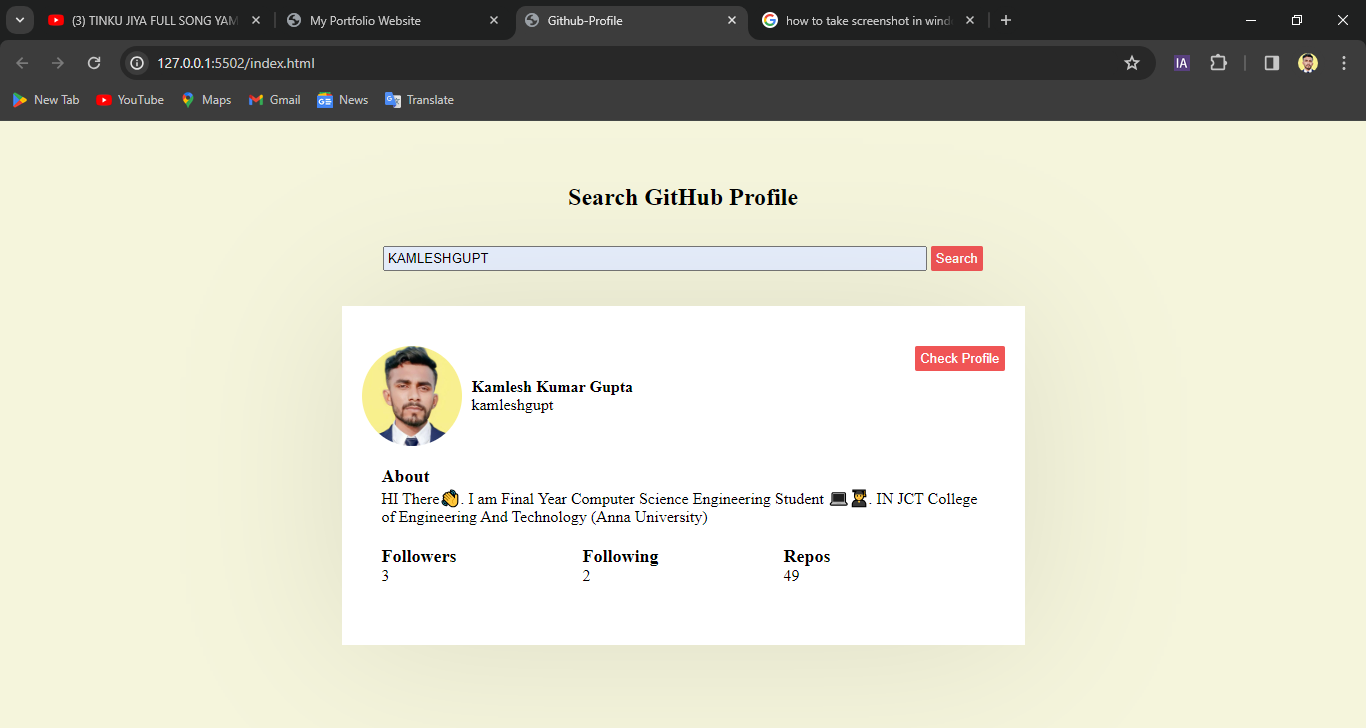 (3) TINKU JIYA FULL SONG YAM
My Portfolio Website
Github-Profile
how to take screenshot in wind
127.0.0.1:5502/index.html
IA
New Tab
YouTube
Maps
Gmail
News
Translate
Search GitHub Profile
KAMLESHGUPT
Search
Check Profile
Kamlesh Kumar Gupta
kamleshgupt
About
HI There👋. I am Final Year Computer Science Engineering Student 💻👨‍🎓. IN JCT College
of Engineering And Technology (Anna University)
Followers Following Repos
3 2 49